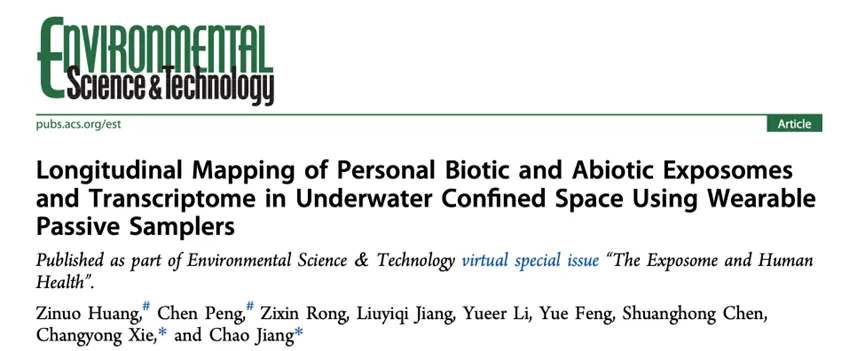 ENVIRONMENTAL
Science & Technology
pubs.acs.org/est
Article
Longitudinal Mapping of Personal Biotic and Abiotic Exposomes
and Transcriptome in Underwater Confined Space Using Wearable
Passive Samplers
Published as part of Environmental Science & Technology virtual special issue “The Exposome and Human
Health”.
Zinuo Huang,# Chen Peng,# Zixin Rong, Liuyiqi Jiang, Yueer Li, Yue Feng, Shuanghong Chen,
Changyong Xie,* and Chao Jiang*